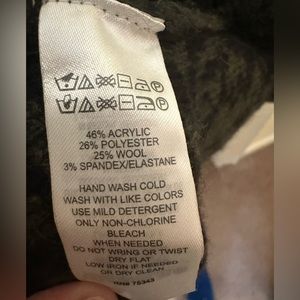 46% ACRYLIC
26% POLYESTER
25% WOOL
3% SPANDEX/ELASTANE
HAND WASH COLD
WASH WITH LIKE COLORS
USE MILD DETERGENT
ONLY NON-CHLORINE
BLEACH
WHEN NEEDED
DO NOT WRING OR TWIST
DRY FLAT
LOW IRON IF NEEDED
OR DRY CLEAN
75343